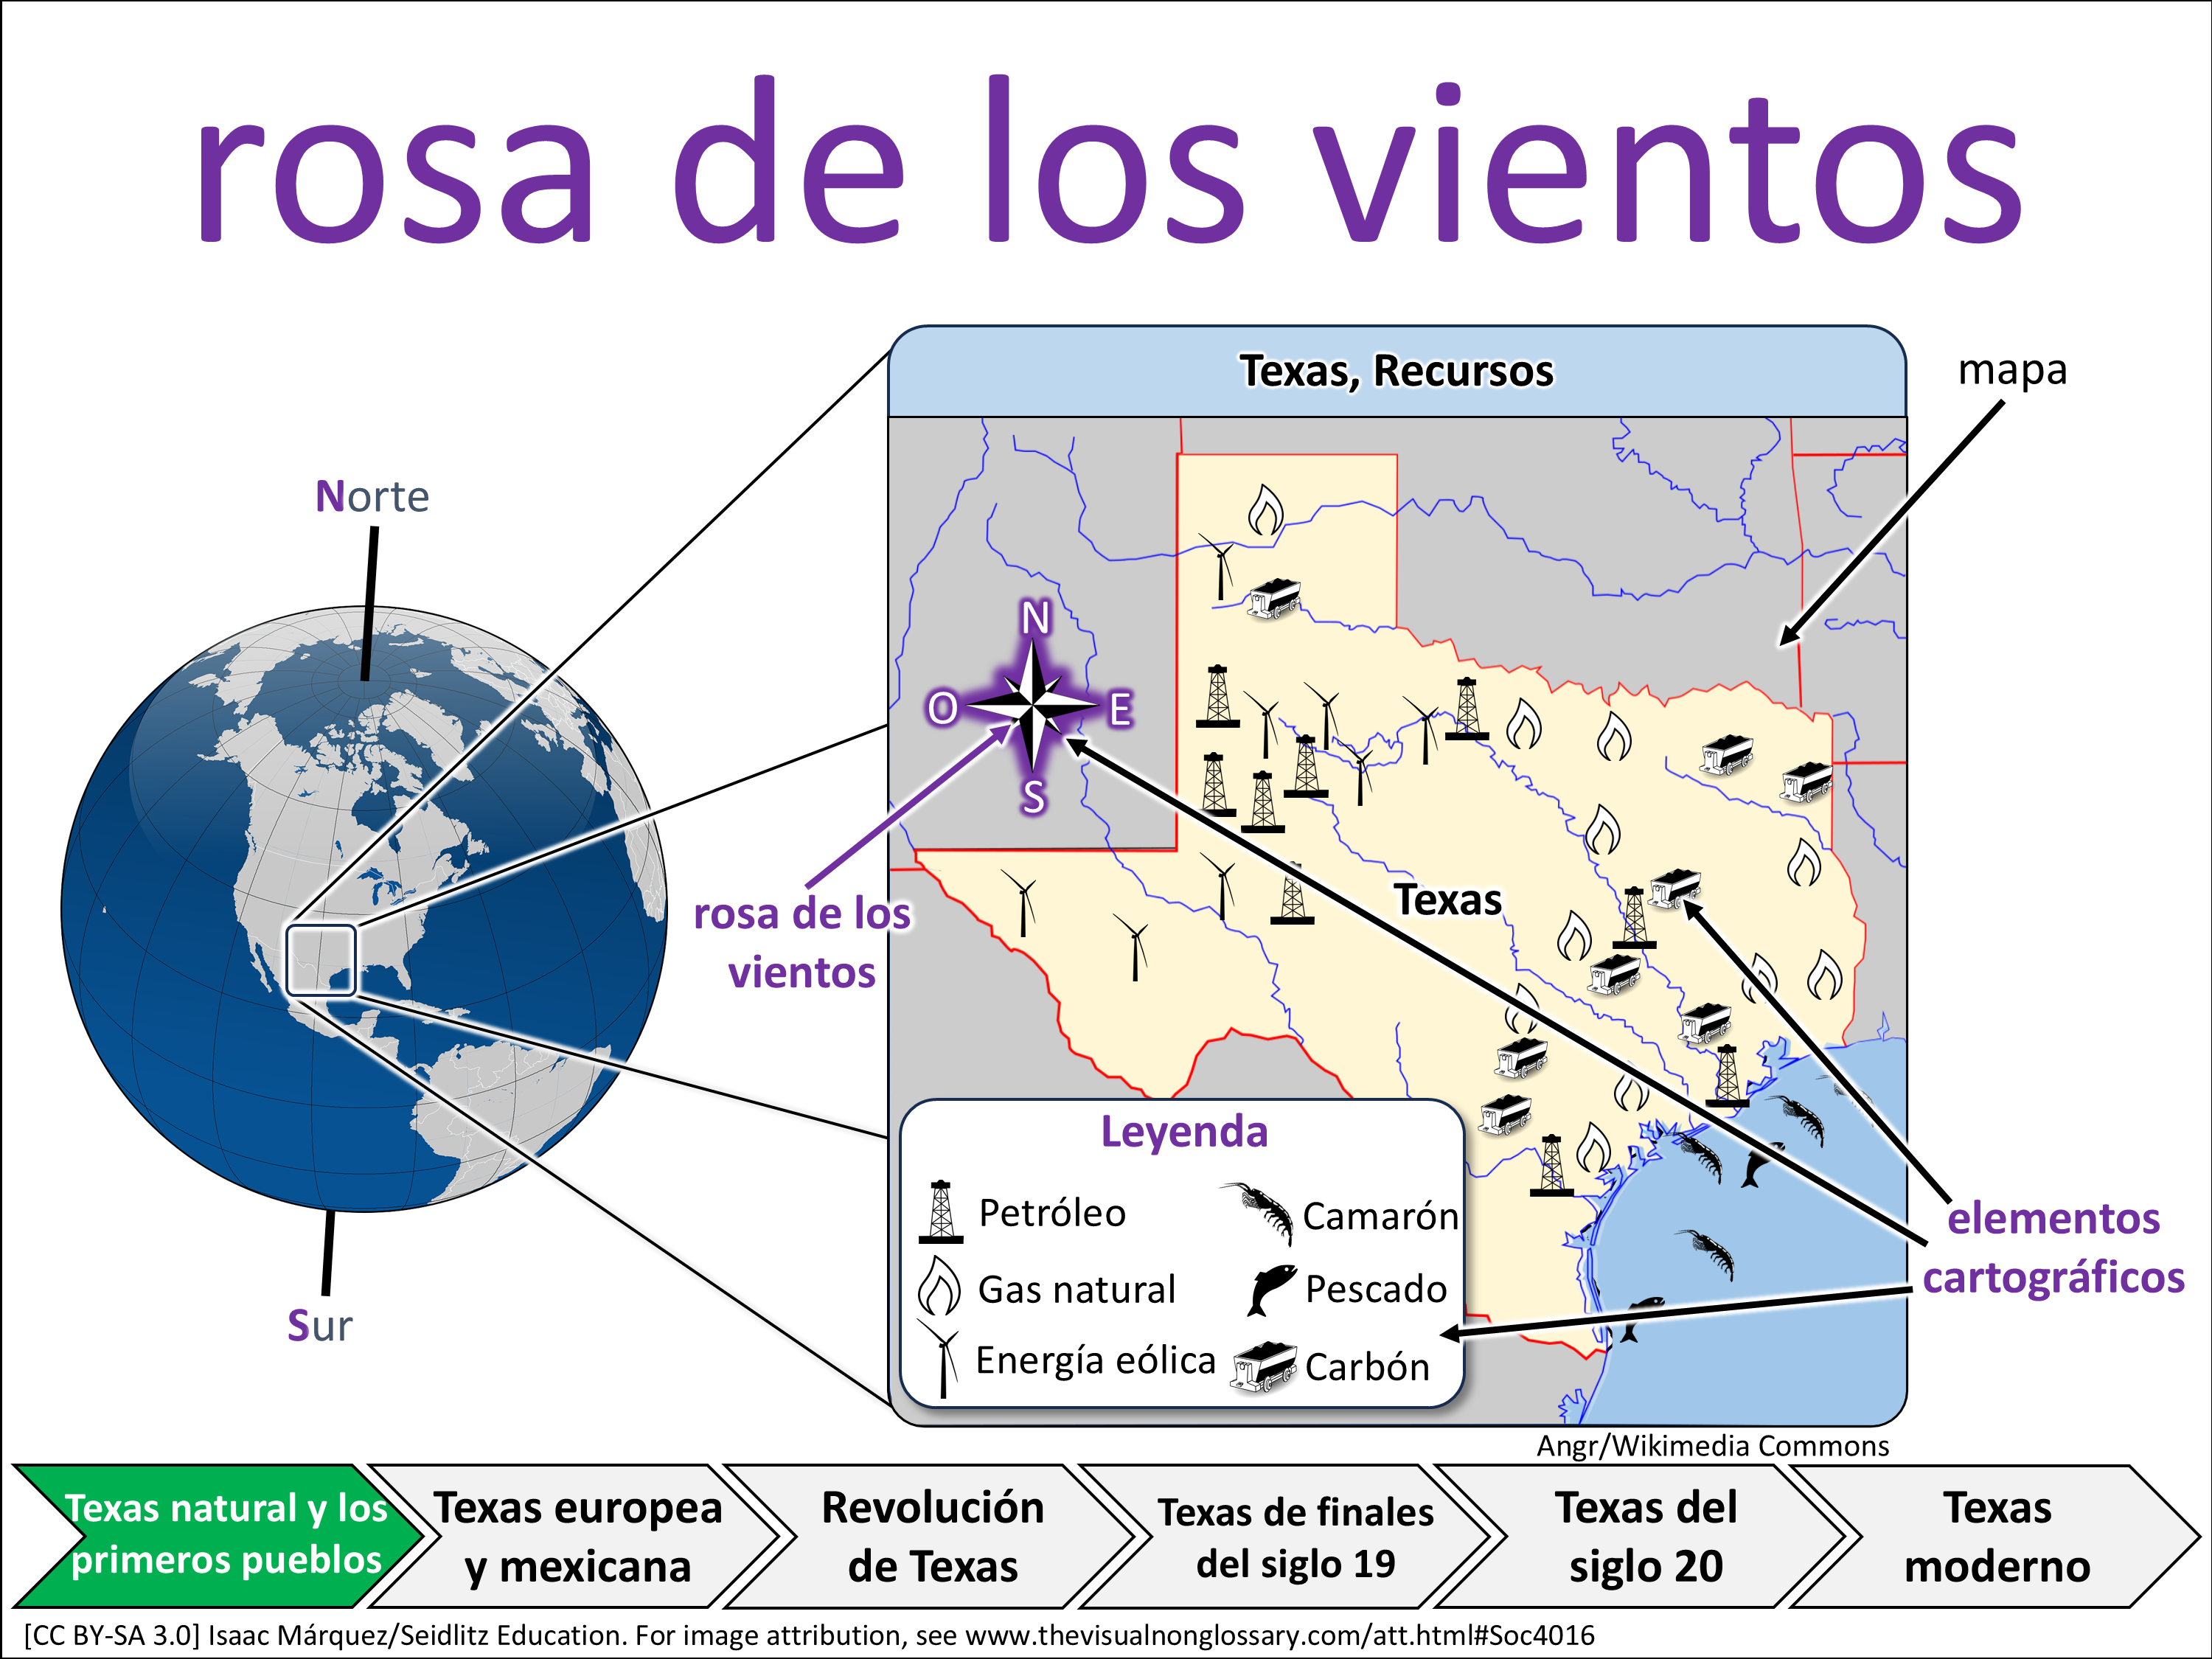 rosa de los vientos
Texas, Recursos
mapa
Norte
N
O
E
S
rosa de los
vientos
Texas
Sur
Leyenda
Petróleo
Camarón
Gas natural
Pescado
Energía eólica
Carbón
elementos
cartográficos
Angr/Wikimedia Commons
Texas natural y los
primeros pueblos
Texas europea
y mexicana
Revolución
de Texas
Texas de finales
del siglo 19
Texas del
siglo 20
Texas
moderno
[CC BY-SA 3.0] Isaac Márquez/Seidlitz Education. For image attribution, see www.thevisualnonglossary.com/att.html#Soc4016